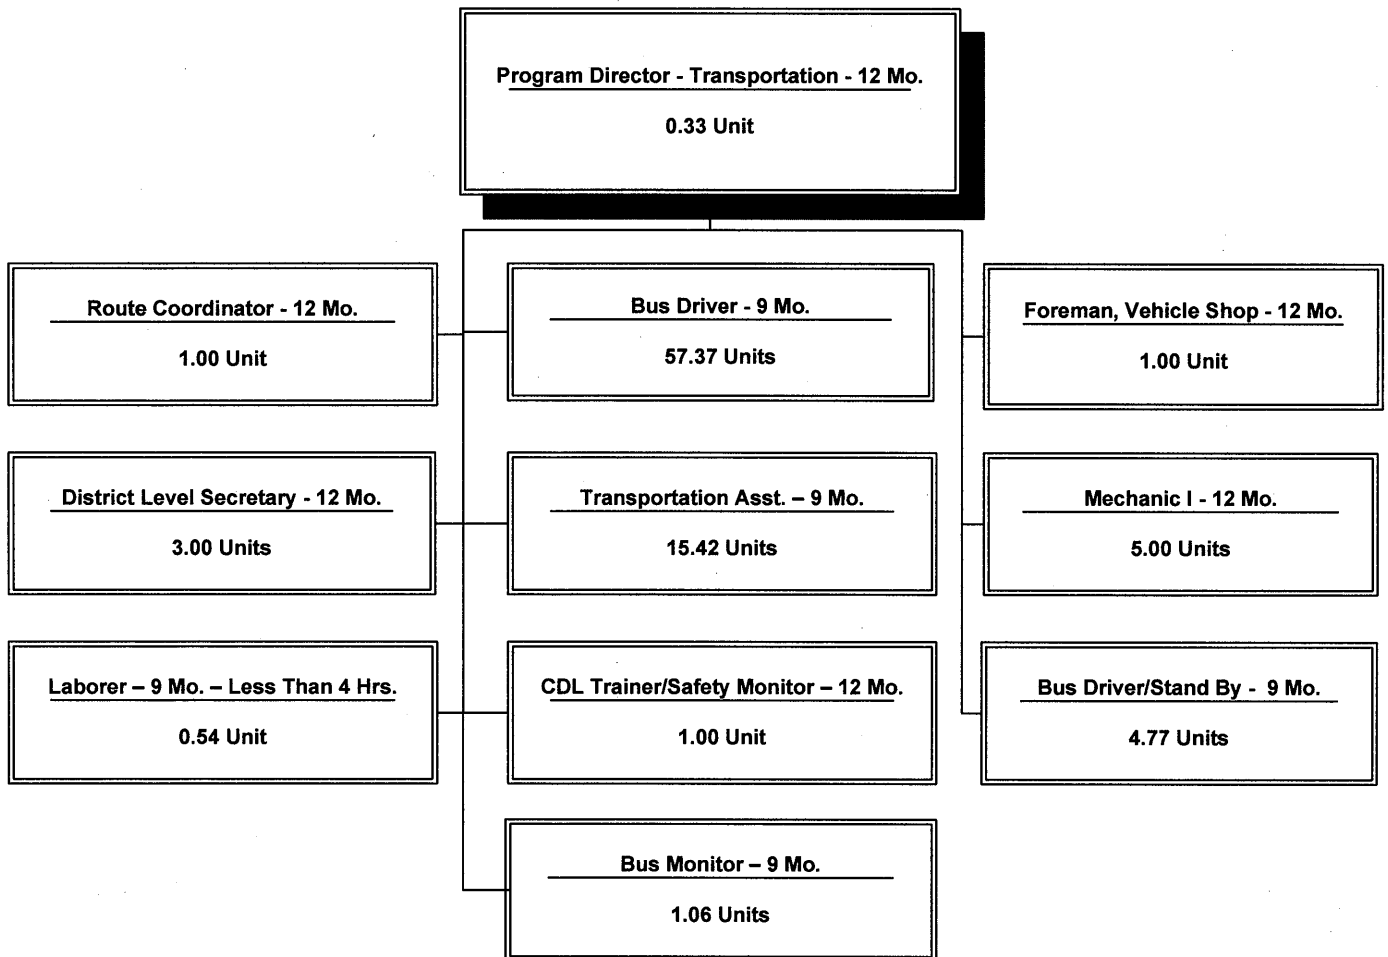 Program Director - Transportation - 12 Mo.
0.33 Unit
Route Coordinator - 12 Mo.
1.00 Unit
Bus Driver - 9 Mo.
57.37 Units
Foreman, Vehicle Shop - 12 Mo.
1.00 Unit
District Level Secretary - 12 Mo.
3.00 Units
Transportation Asst. – 9 Mo.
15.42 Units
Mechanic I - 12 Mo.
5.00 Units
Laborer – 9 Mo. – Less Than 4 Hrs.
0.54 Unit
CDL Trainer/Safety Monitor – 12 Mo.
1.00 Unit
Bus Driver/Stand By - 9 Mo.
4.77 Units
Bus Monitor – 9 Mo.
1.06 Units